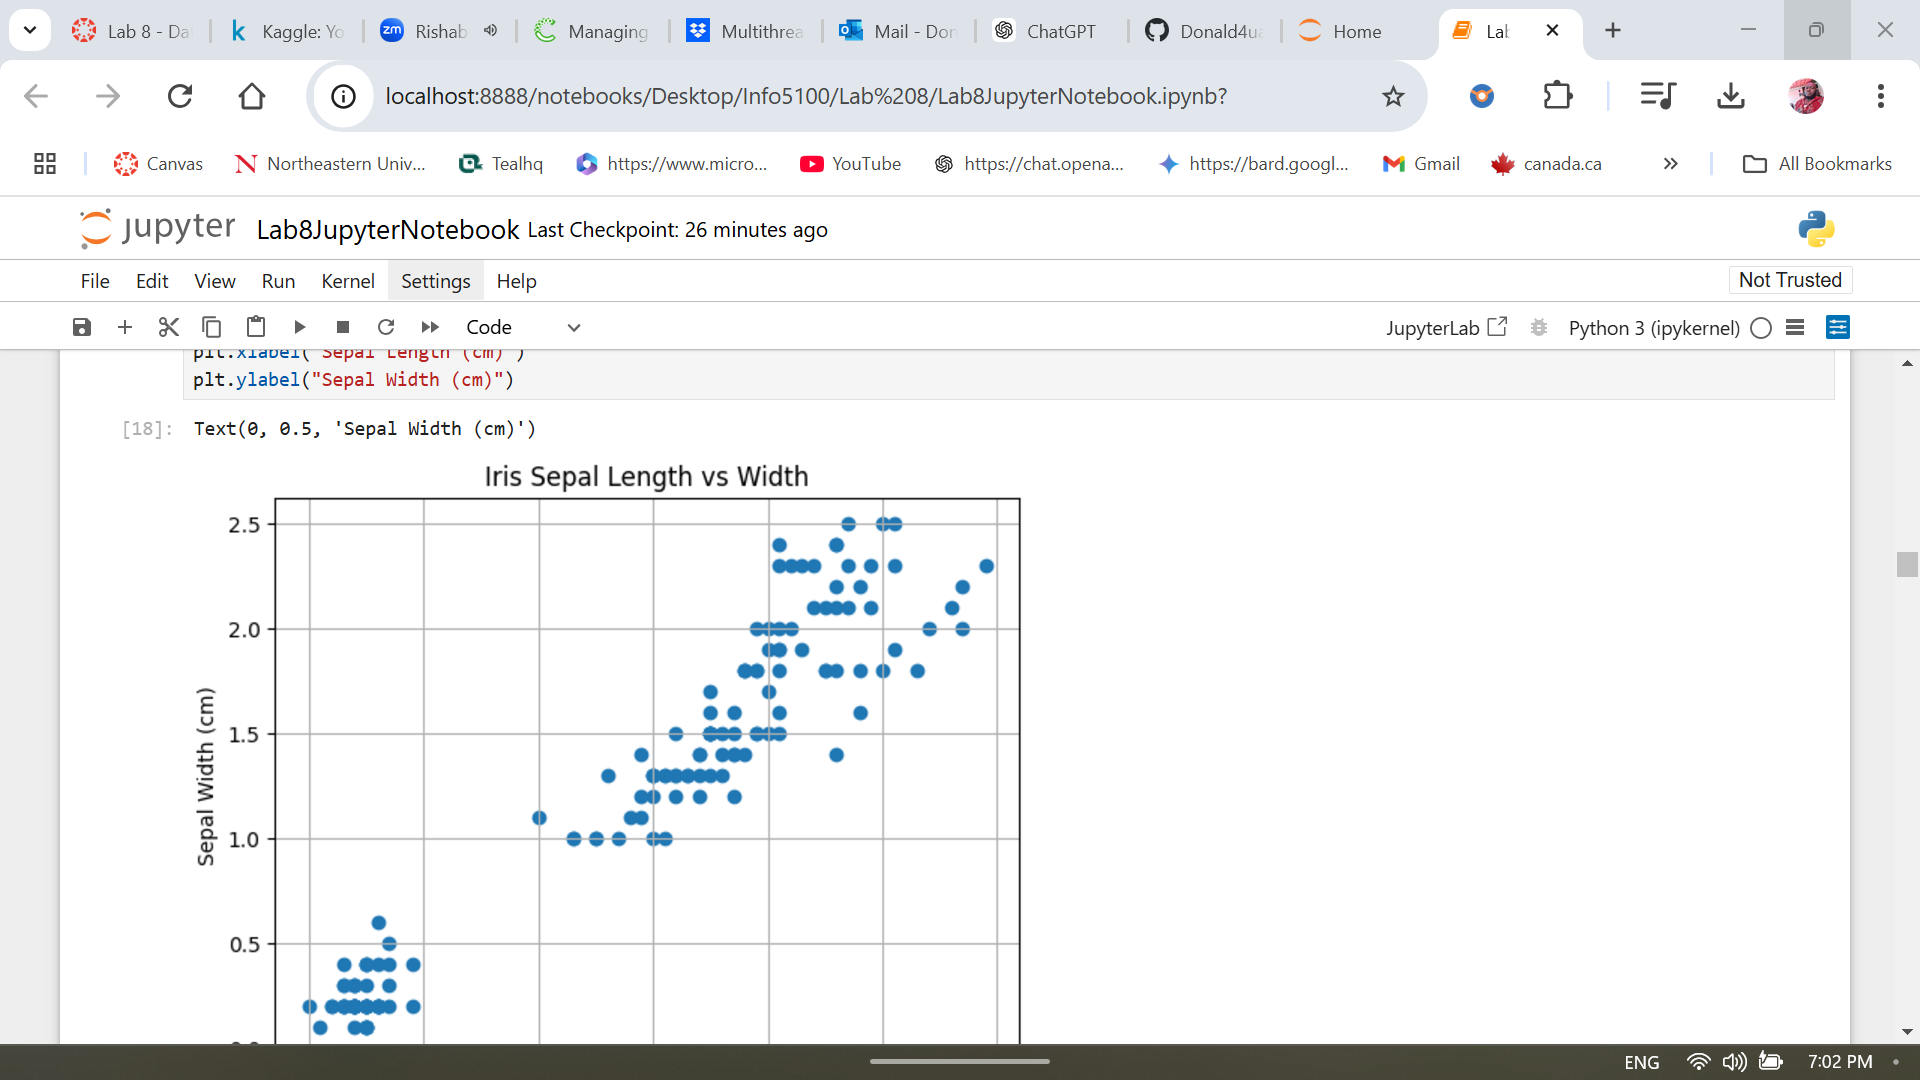 Lab 8 - Da
Kaggle: Yo
zm
Rishab
Managing
Multithrea
Mail - Don
ChatGPT
Donald4ua
Home
Lab
localhost:8888/notebooks/Desktop/Info5100/Lab%208/Lab8JupyterNotebook.ipynb?
Canvas
Northeastern Univ...
Tealhq
https://www.micro...
YouTube
https://chat.opena...
https://bard.googl...
Gmail
canada.ca
All Bookmarks
jupyter
Lab8JupyterNotebook Last Checkpoint: 26 minutes ago
File
Edit
View
Run
Kernel
Settings
Help
Not Trusted
Code
JupyterLab
Python 3 (ipykernel)
plt.xlabel("Sepal Length (cm)")
plt.ylabel("Sepal Width (cm)")
[18]:
Text(0, 0.5, 'Sepal Width (cm)')
Iris Sepal Length vs Width
2.5
2.0
1.5
1.0
0.5
Sepal Width (cm)
ENG
7:02 PM